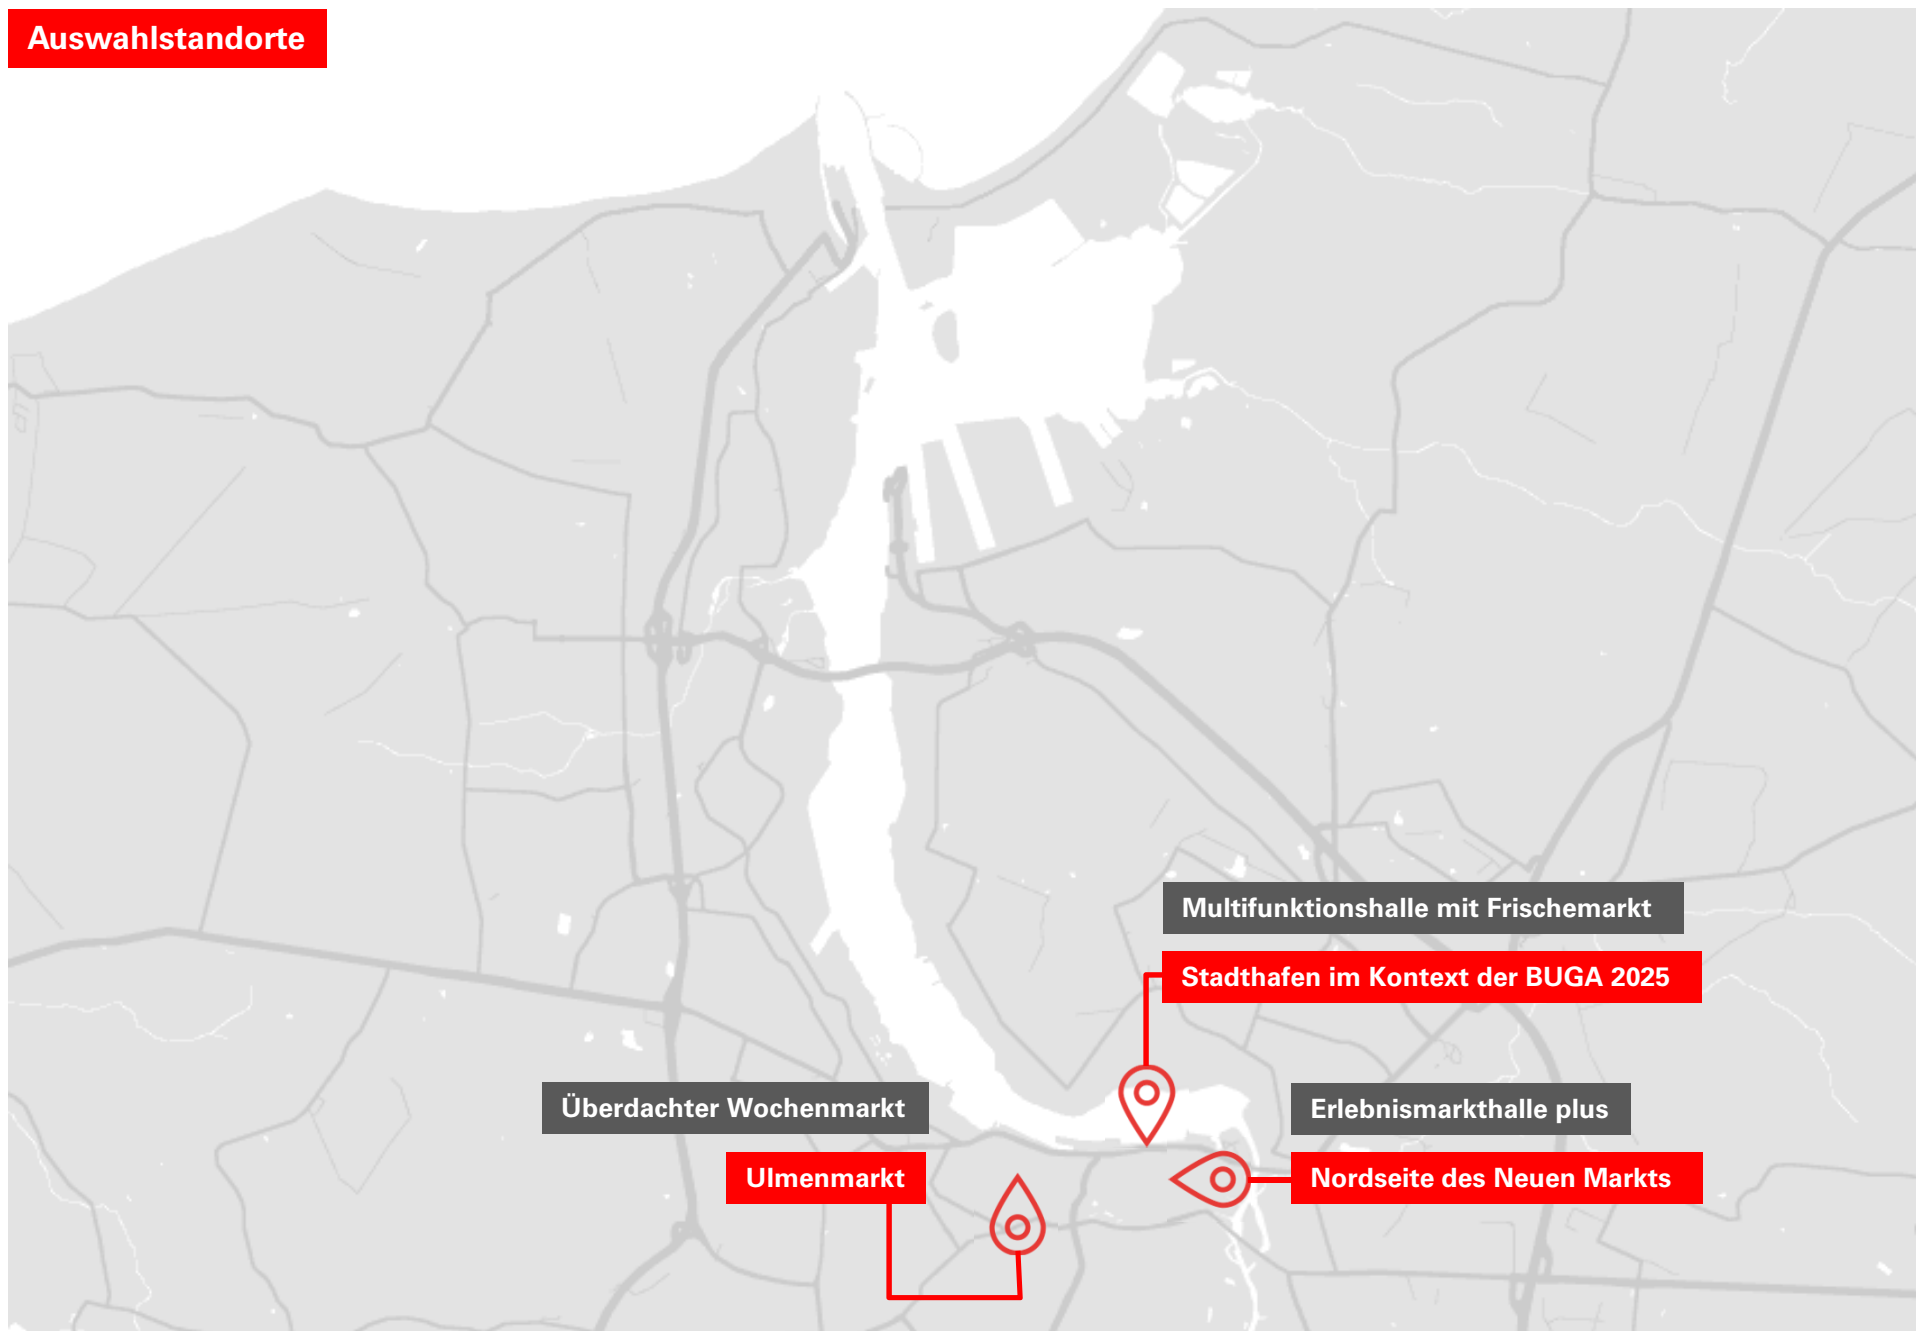 Auswahlstandorte
Multifunktionshalle mit Frischemarkt
Stadthafen im Kontext der BUGA 2025
Überdachter Wochenmarkt
Ulmenmarkt
Erlebnismarkthalle plus
Nordseite des Neuen Markts